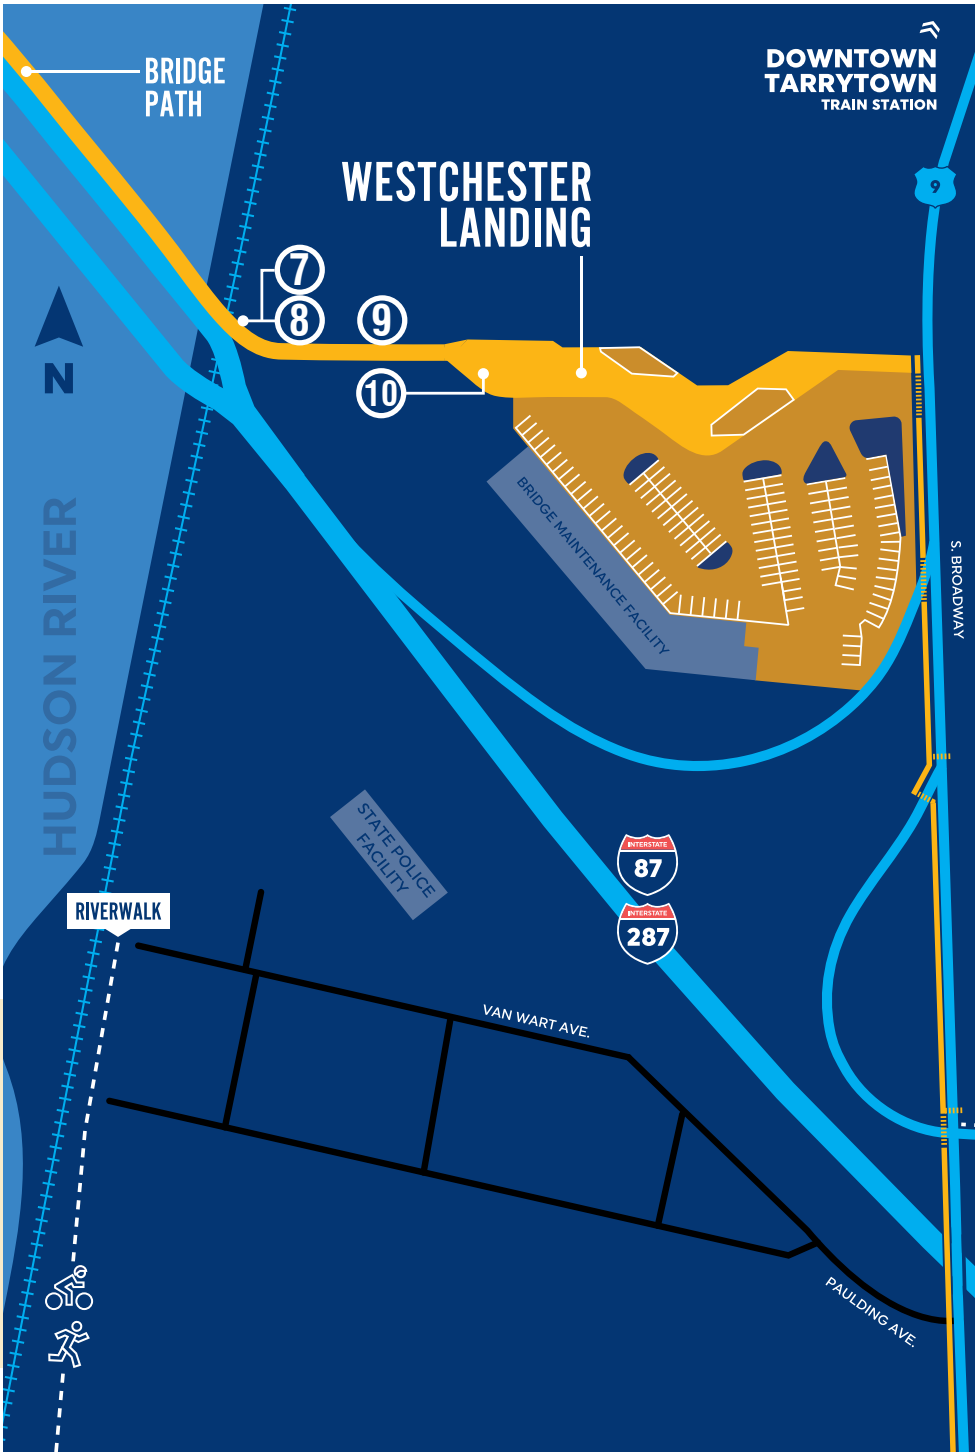 BRIDGE
PATH
DOWNTOWN
TARRYTOWN
TRAIN STATION
9
WESTCHESTER
LANDING
7
8
9
10
N
HUDSON RIVER
BRIDGE MAINTENANCE FACILITY
S. BROADWAY
STATE POLICE
FACILITY
INTERSTATE
87
INTERSTATE
287
RIVERWALK
VAN WART AVE.
PAULDING AVE.